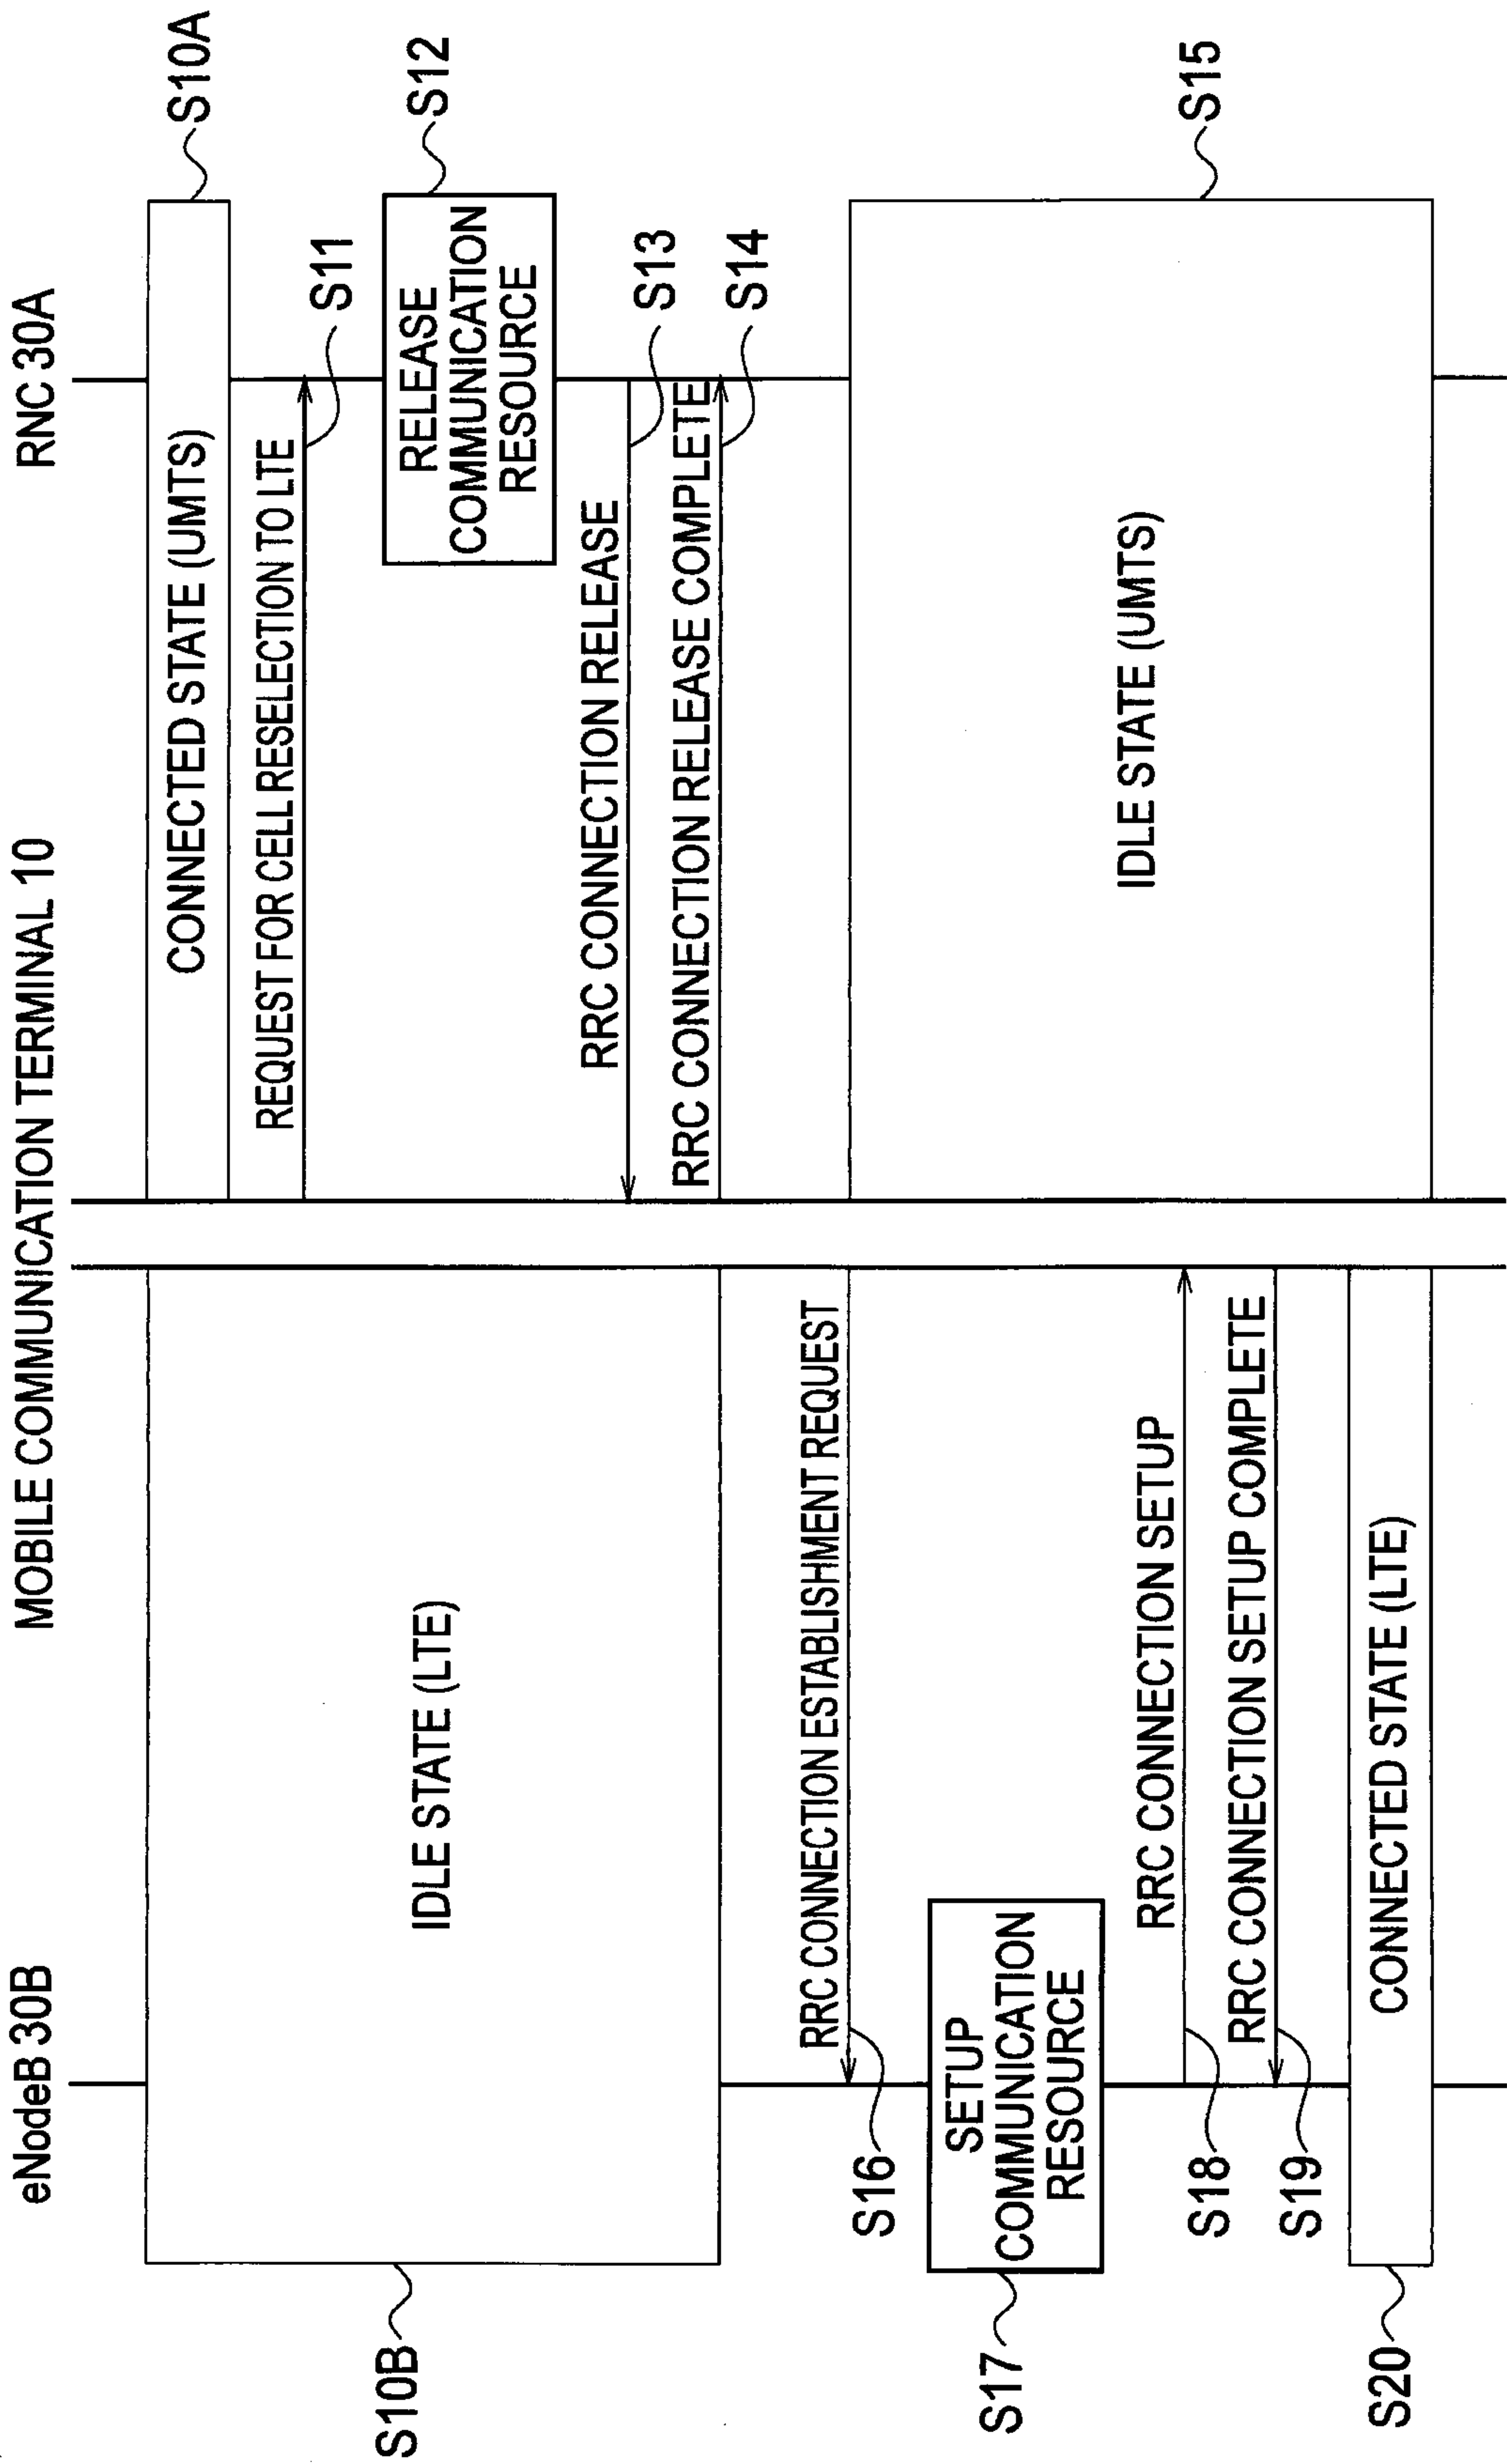 eNodeB 30B
MOBILE COMMUNICATION TERMINAL 10
RNC 30A
S10B
IDLE STATE (LTE)
CONNECTED STATE (UMTS)
S10A
REQUEST FOR CELL RESELECTION TO LTE
S11
RELEASE
COMMUNICATION
RESOURCE
S12
RRC CONNECTION RELEASE
S13
RRC CONNECTION RELEASE COMPLETE
S14
IDLE STATE (UMTS)
S15
RRC CONNECTION ESTABLISHMENT REQUEST
S16
SETUP
COMMUNICATION
RESOURCE
S17
RRC CONNECTION SETUP
S18
RRC CONNECTION SETUP COMPLETE
S19
CONNECTED STATE (LTE)
S20